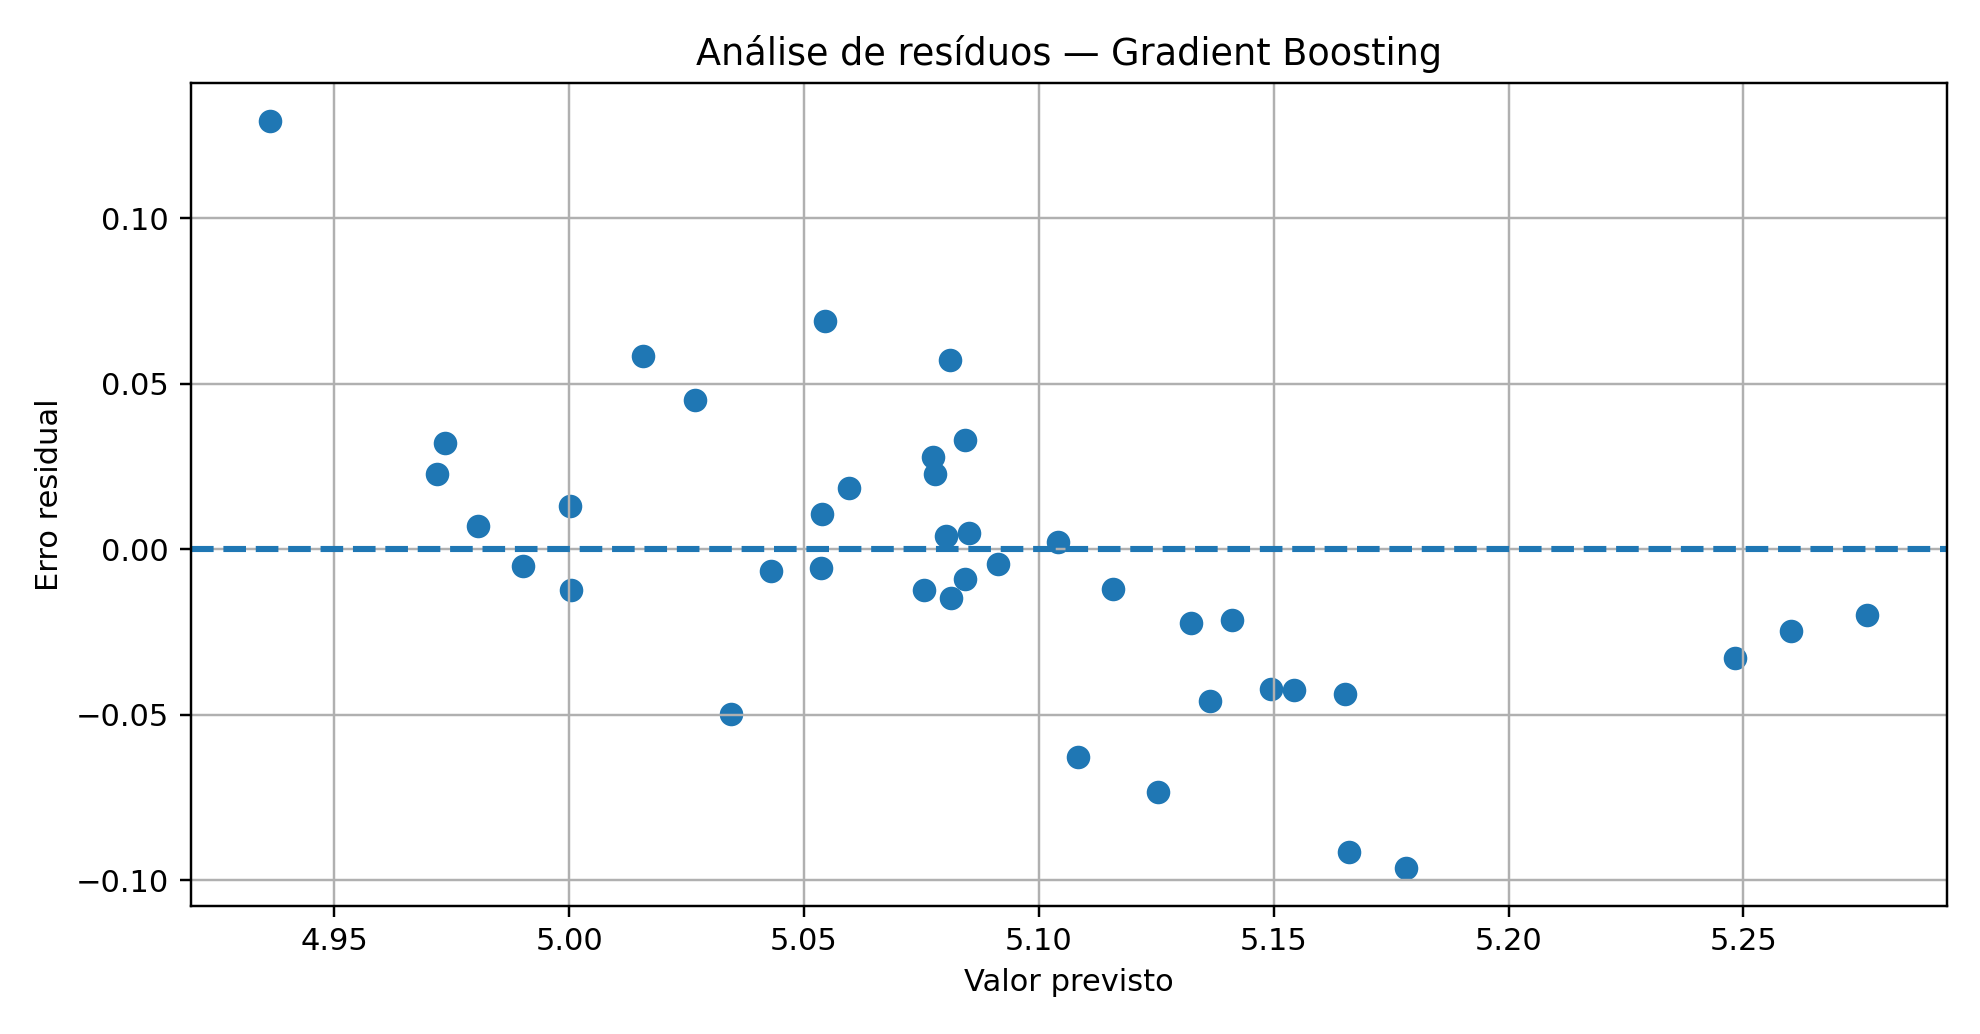 Análise de resíduos — Gradient Boosting
Erro residual
0.10
0.05
0.00
−0.05
−0.10
4.95 5.00 5.05 5.10 5.15 5.20 5.25
Valor previsto